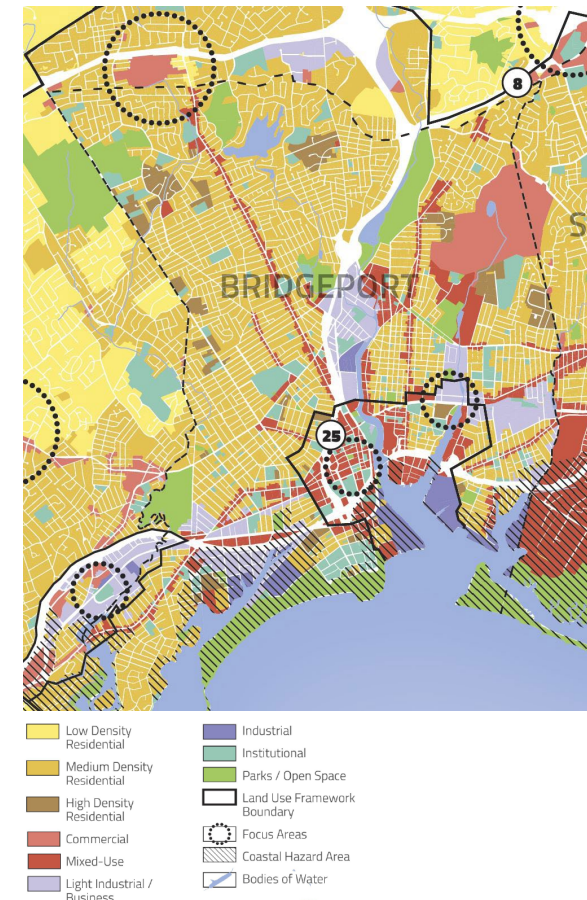 8
S
BRIDGEPORT
25
Low Density
Residential
Medium Density
Residential
High Density
Residential
Commercial
Mixed-Use
Light Industrial /
Business
Industrial
Institutional
Parks / Open Space
Land Use Framework
Boundary
Focus Areas
Coastal Hazard Area
Bodies of Water